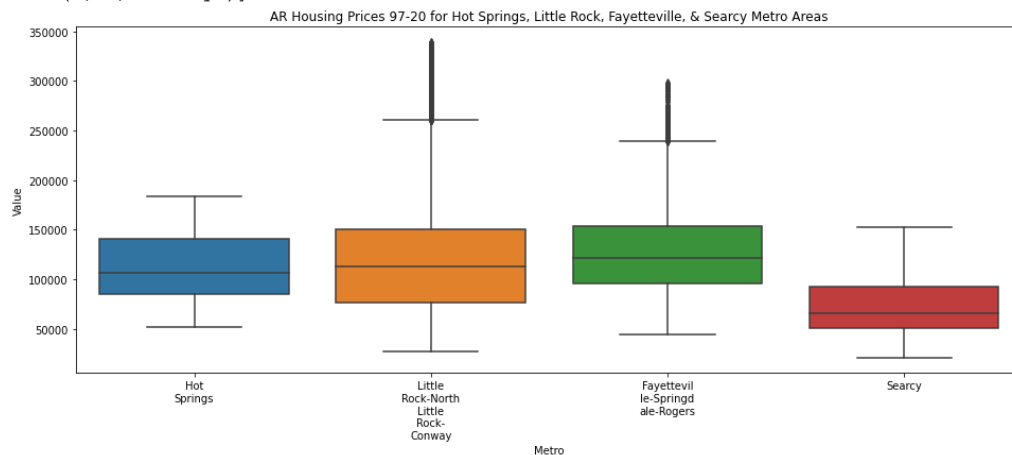 AR Housing Prices 97-20 for Hot Springs, Little Rock, Fayetteville, & Searcy Metro Areas
350000
300000
250000
200000
150000
100000
50000
Value
Hot
Springs
Little
Rock-North
Little
Rock-
Conway
Fayettevil
le-Springd
ale-Rogers
Searcy
Metro